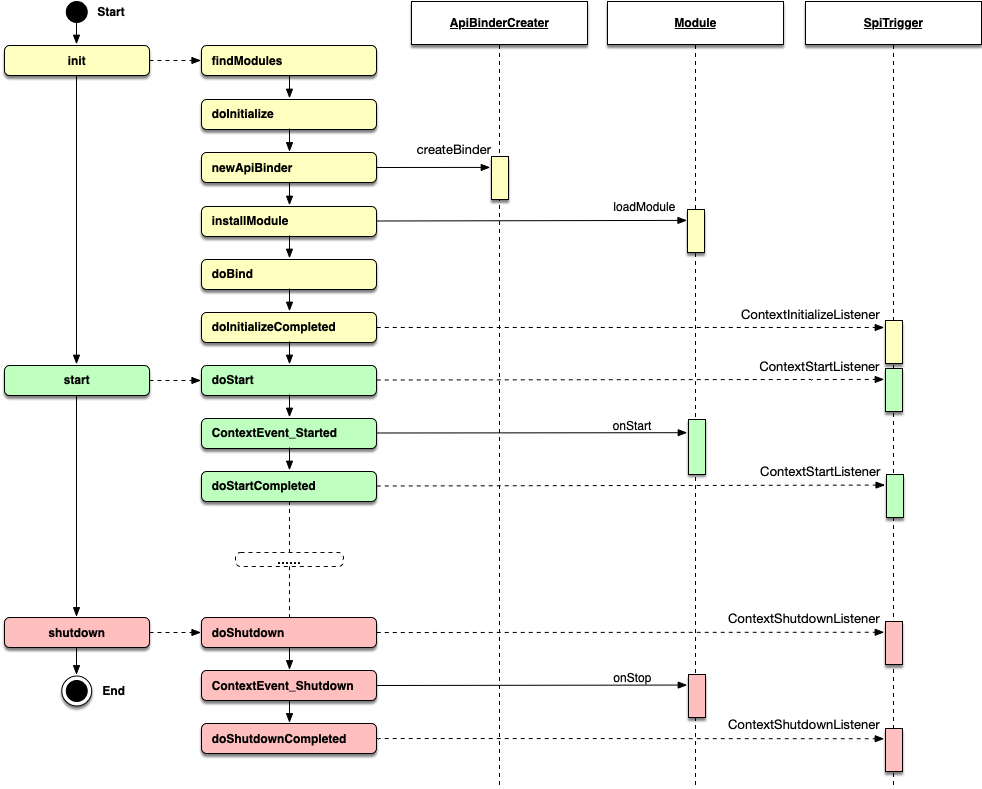 Start
ApiBinderCreater
Module
SpiTrigger
init
findModules
doInitialize
createBinder
newApiBinder
loadModule
installModule
doBind
ContextInitializeListener
doInitializeCompleted
ContextStartListener
start
doStart
onStart
ContextEvent_Started
ContextStartListener
doStartCompleted
......
ContextShutdownListener
shutdown
doShutdown
onStop
ContextEvent_Shutdown
End
ContextShutdownListener
doShutdownCompleted